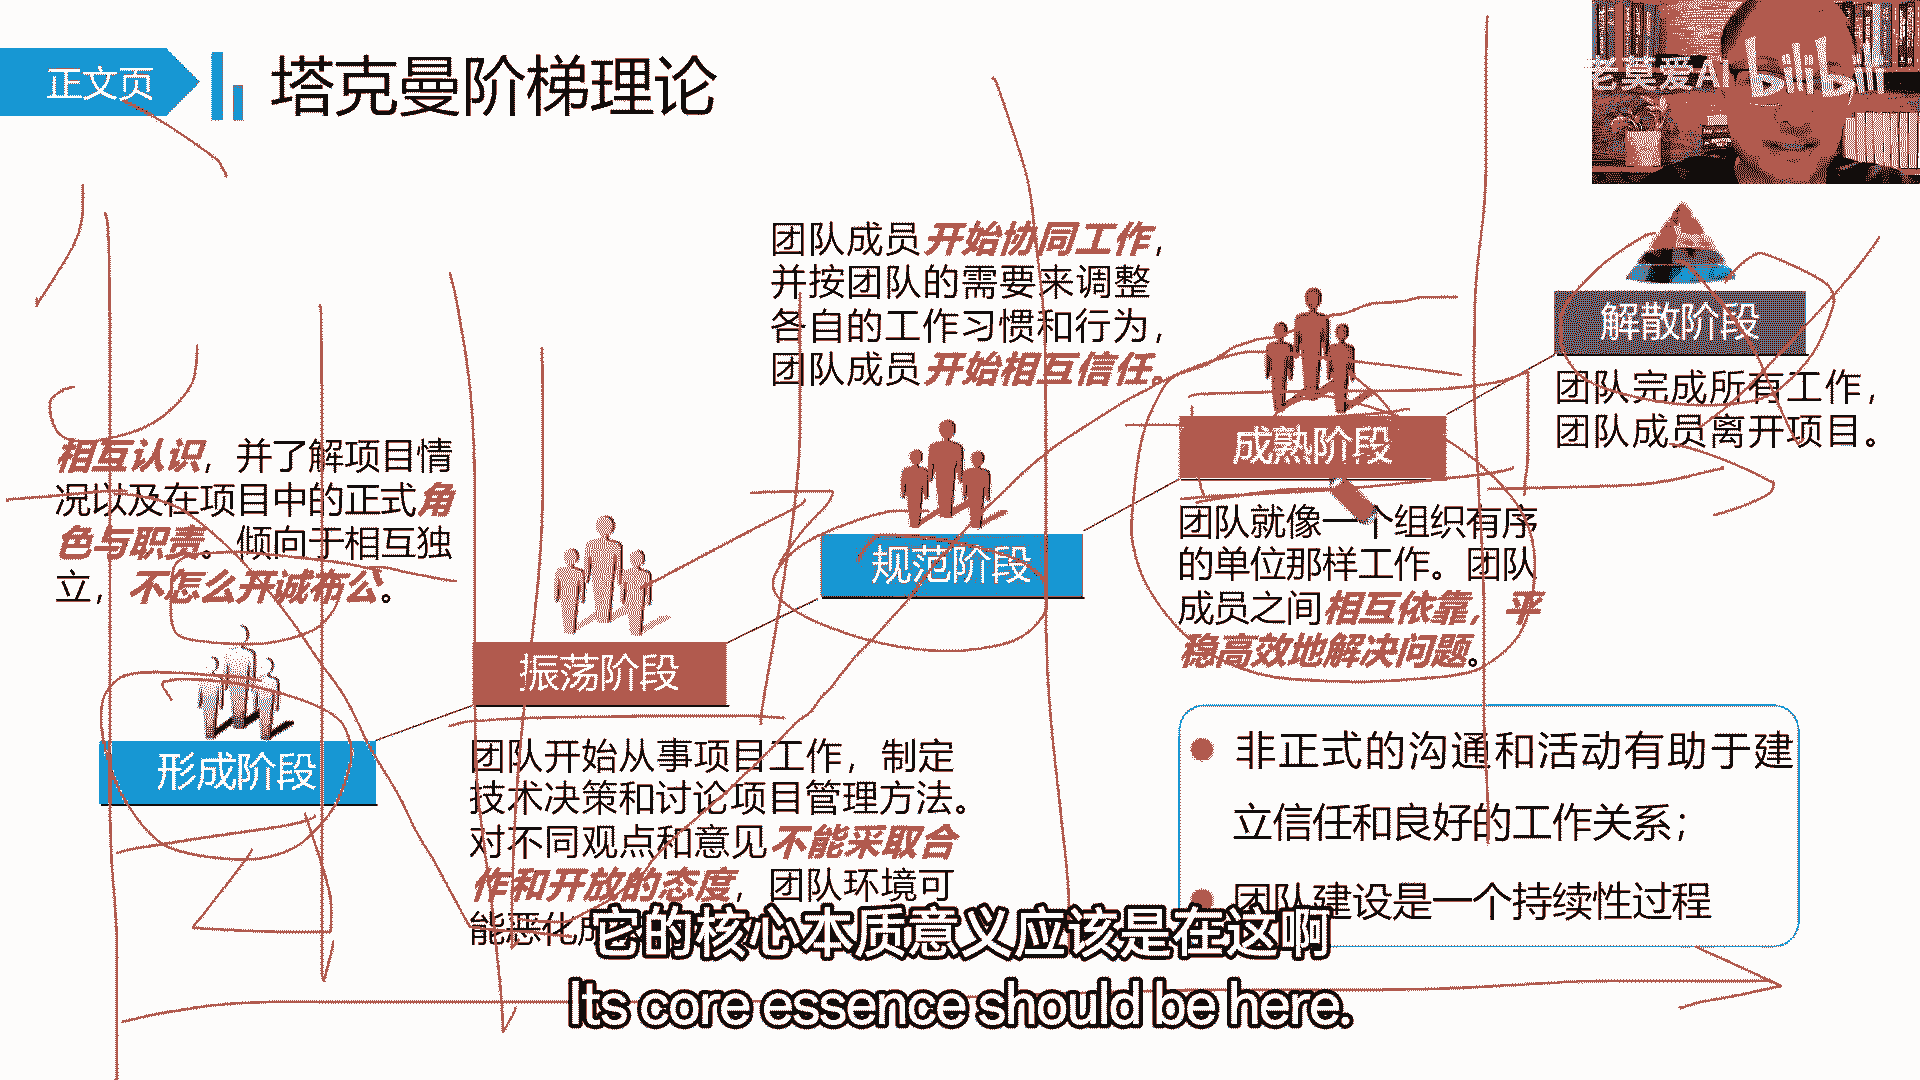 正文页
塔克曼阶梯理论
老莫爱AI bilibili
团队成员开始协同工作，
并按团队的需要来调整
各自的工作习惯和行为，
团队成员开始相互信任。
解散阶段
团队完成所有工作，
团队成员离开项目。
成熟阶段
团队就像一个组织有序
的单位那样工作。团队
成员之间相互依靠，平
稳高效地解决问题。
相互认识，并了解项目情
况以及在项目中的正式角
色与职责。倾向于相互独
立，不怎么开诚布公。
规范阶段
振荡阶段
形成阶段
团队开始从事项目工作，制定
技术决策和讨论项目管理方法。
对不同观点和意见不能采取合
作和开放的态度，团队环境可
能恶化
非正式的沟通和活动有助于建
立信任和良好的工作关系；
团队建设是一个持续性过程
它的核心本质意义应该是在这啊
Its core essence should be here.